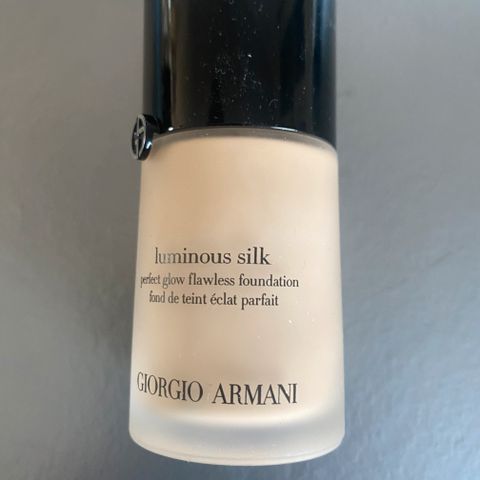 luminous silk
perfect glow flawless foundation
fond de teint éclat parfait
GIORGIO ARMANI